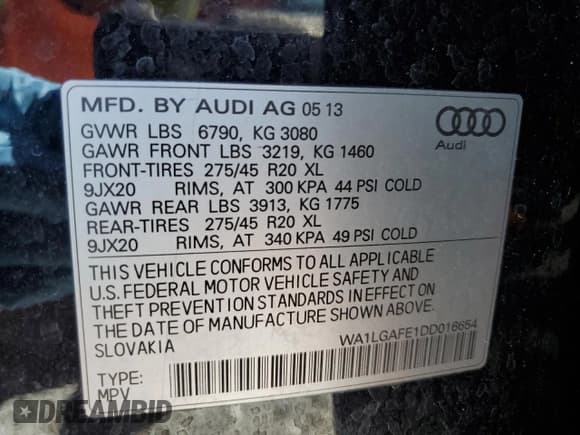 MFD. BY AUDI AG 05 13
GVWR LBS 6790, KG 3080
GAWR FRONT LBS 3219, KG 1460
FRONT-TIRES 275/45 R20 XL
9JX20 RIMS, AT 300 KPA 44 PSI COLD
GAWR REAR LBS 3913, KG 1775
REAR-TIRES 275/45 R20 XL
9JX20 RIMS, AT 340 KPA 49 PSI COLD
Audi
THIS VEHICLE CONFORMS TO ALL APPLICABLE
U.S. FEDERAL MOTOR VEHICLE SAFETY AND
THEFT PREVENTION STANDARDS IN EFFECT ON
THE DATE OF MANUFACTURE SHOWN ABOVE.
SLOVAKIA
WA1LGAFE1DD016654
TYPE:
MPV
DREAMBID